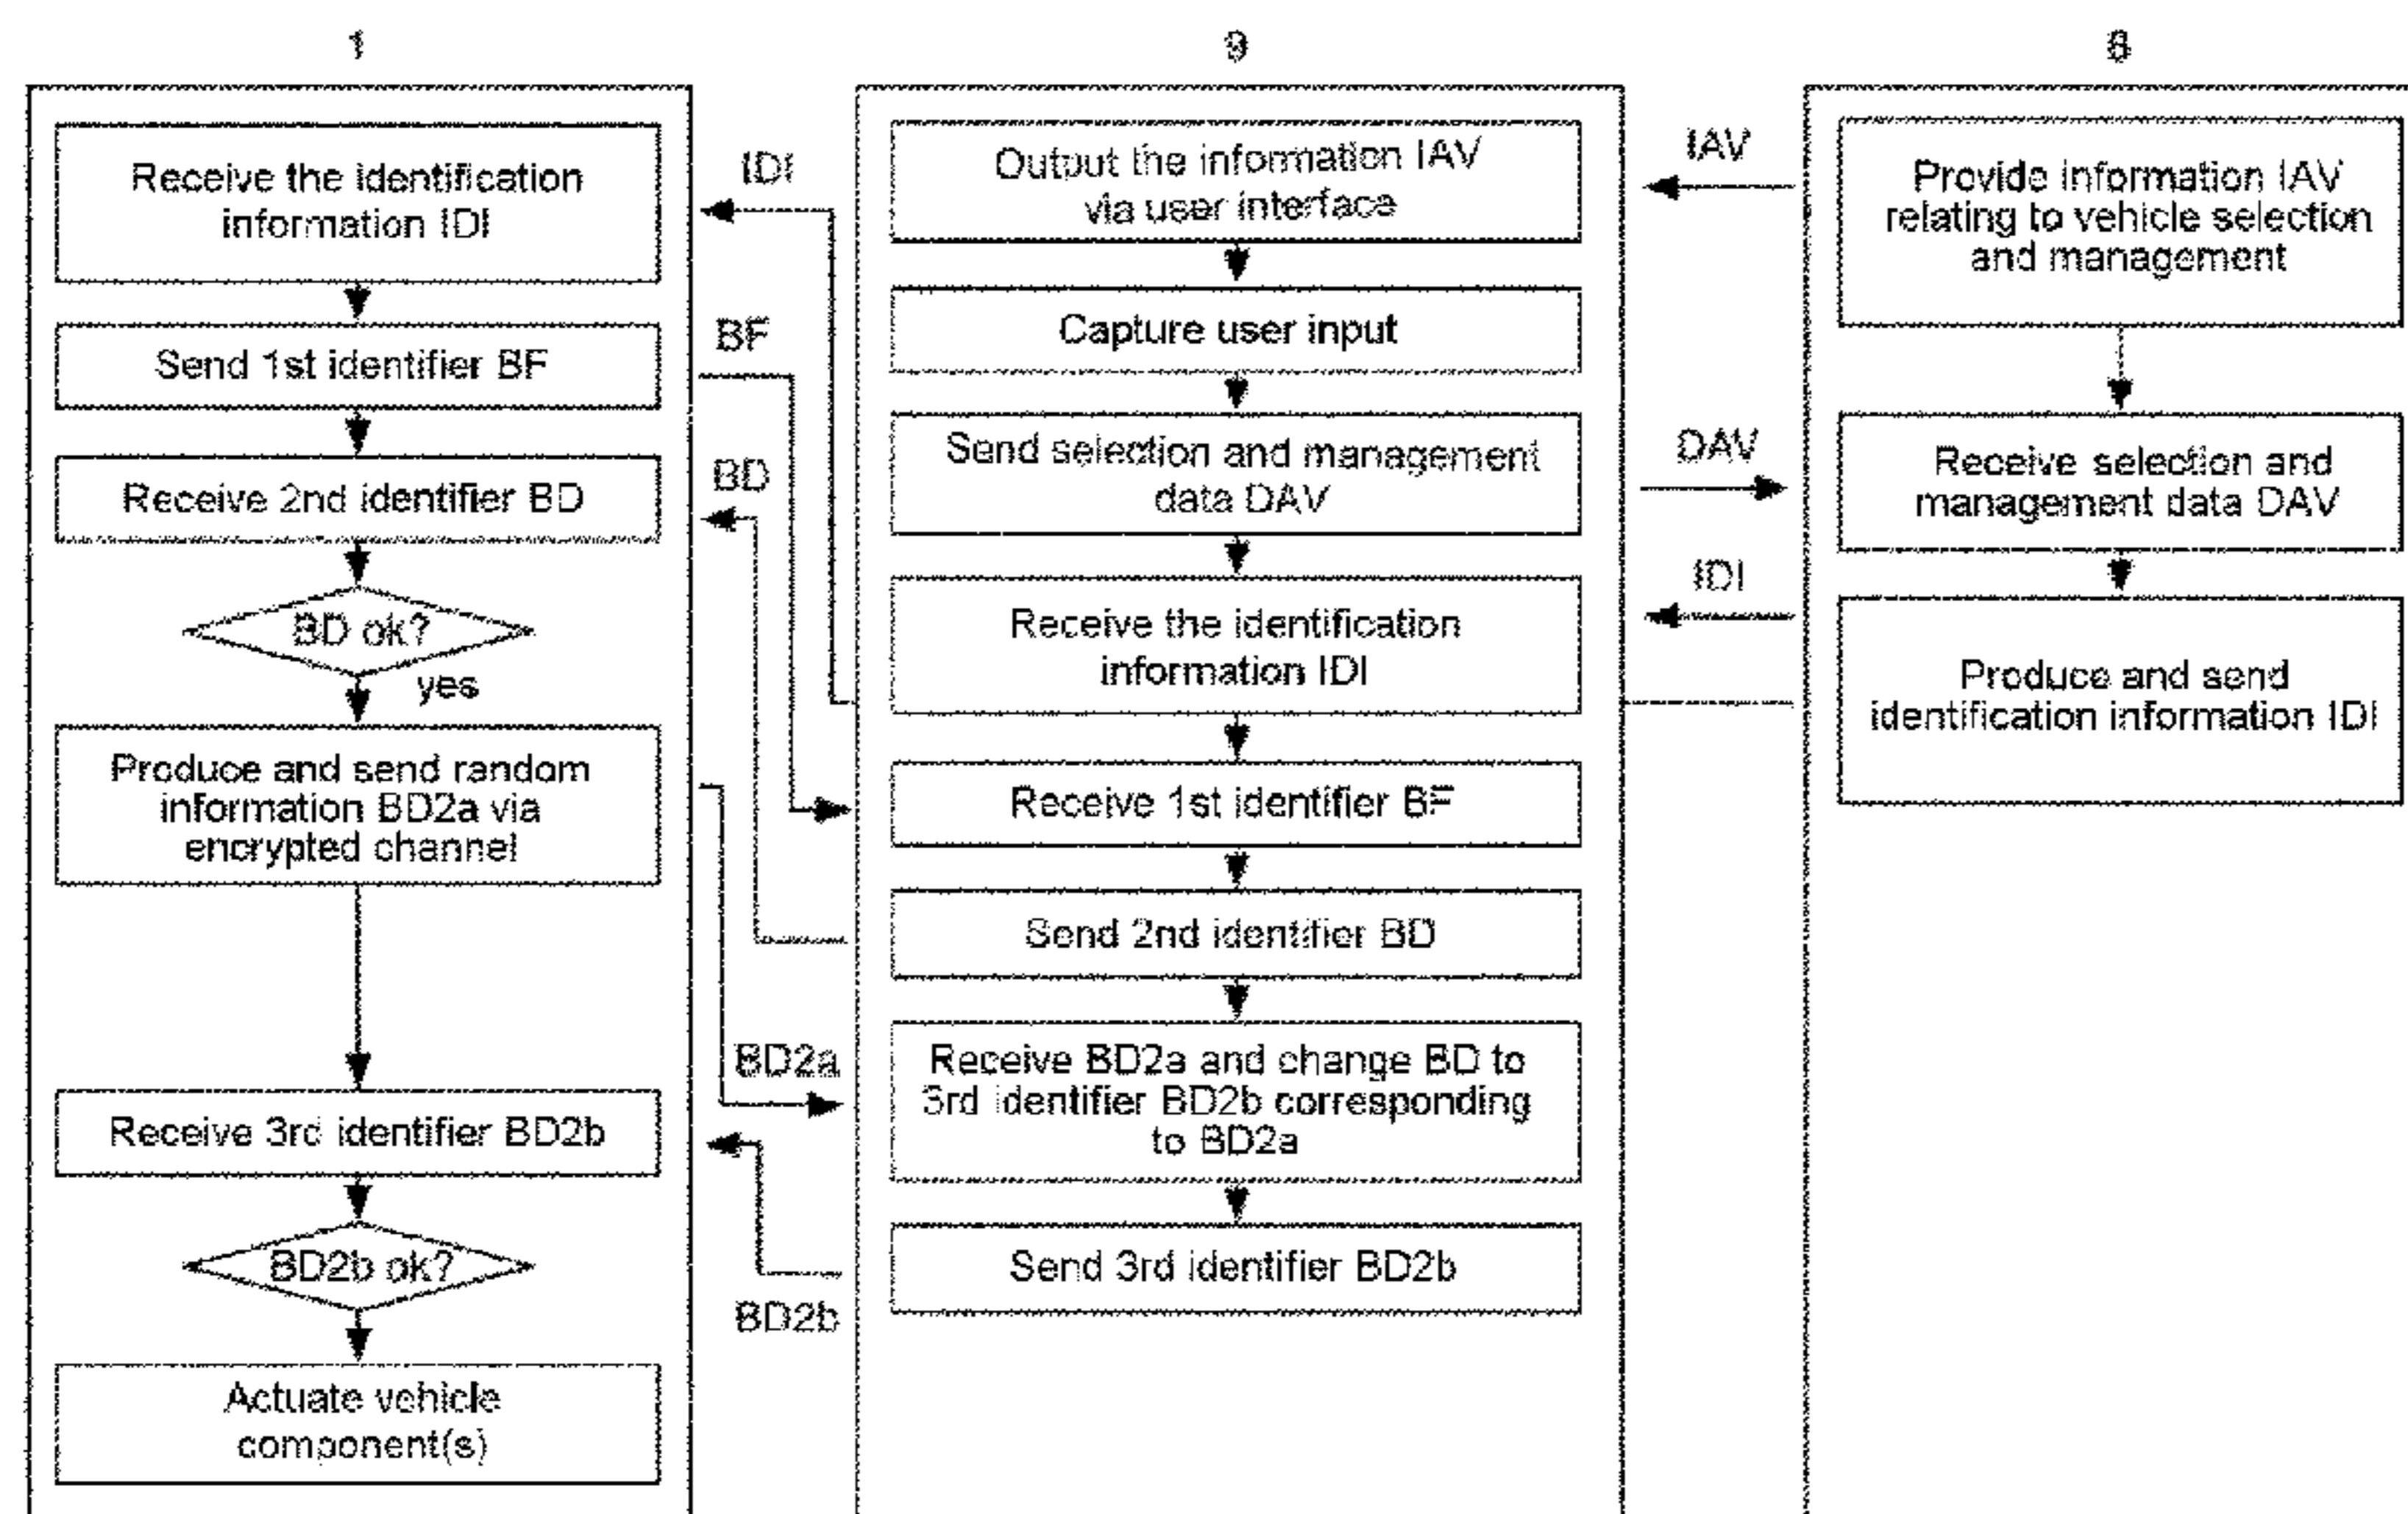 1
Receive the identification
information IDI
Send 1st identifier BF
Receive 2nd identifier BD
BD ok?
yes
Produce and send random
information BD2a via
encrypted channel
Receive 3rd identifier BD2b
BD2b ok?
Actuate vehicle
component(s)
IDI
BF
BD
BD2a
BD2b
9
Output the information IAV
via user interface
Capture user input
Send selection and management
data DAV
Receive the identification
information IDI
Receive 1st identifier BF
Send 2nd identifier BD
Receive BD2a and change BD to
3rd identifier BD2b corresponding
to BD2a
Send 3rd identifier BD2b
IAV
DAV
IDI
Provide information IAV
relating to vehicle selection
and management
Receive selection and
management data DAV
Produce and send
identification information IDI